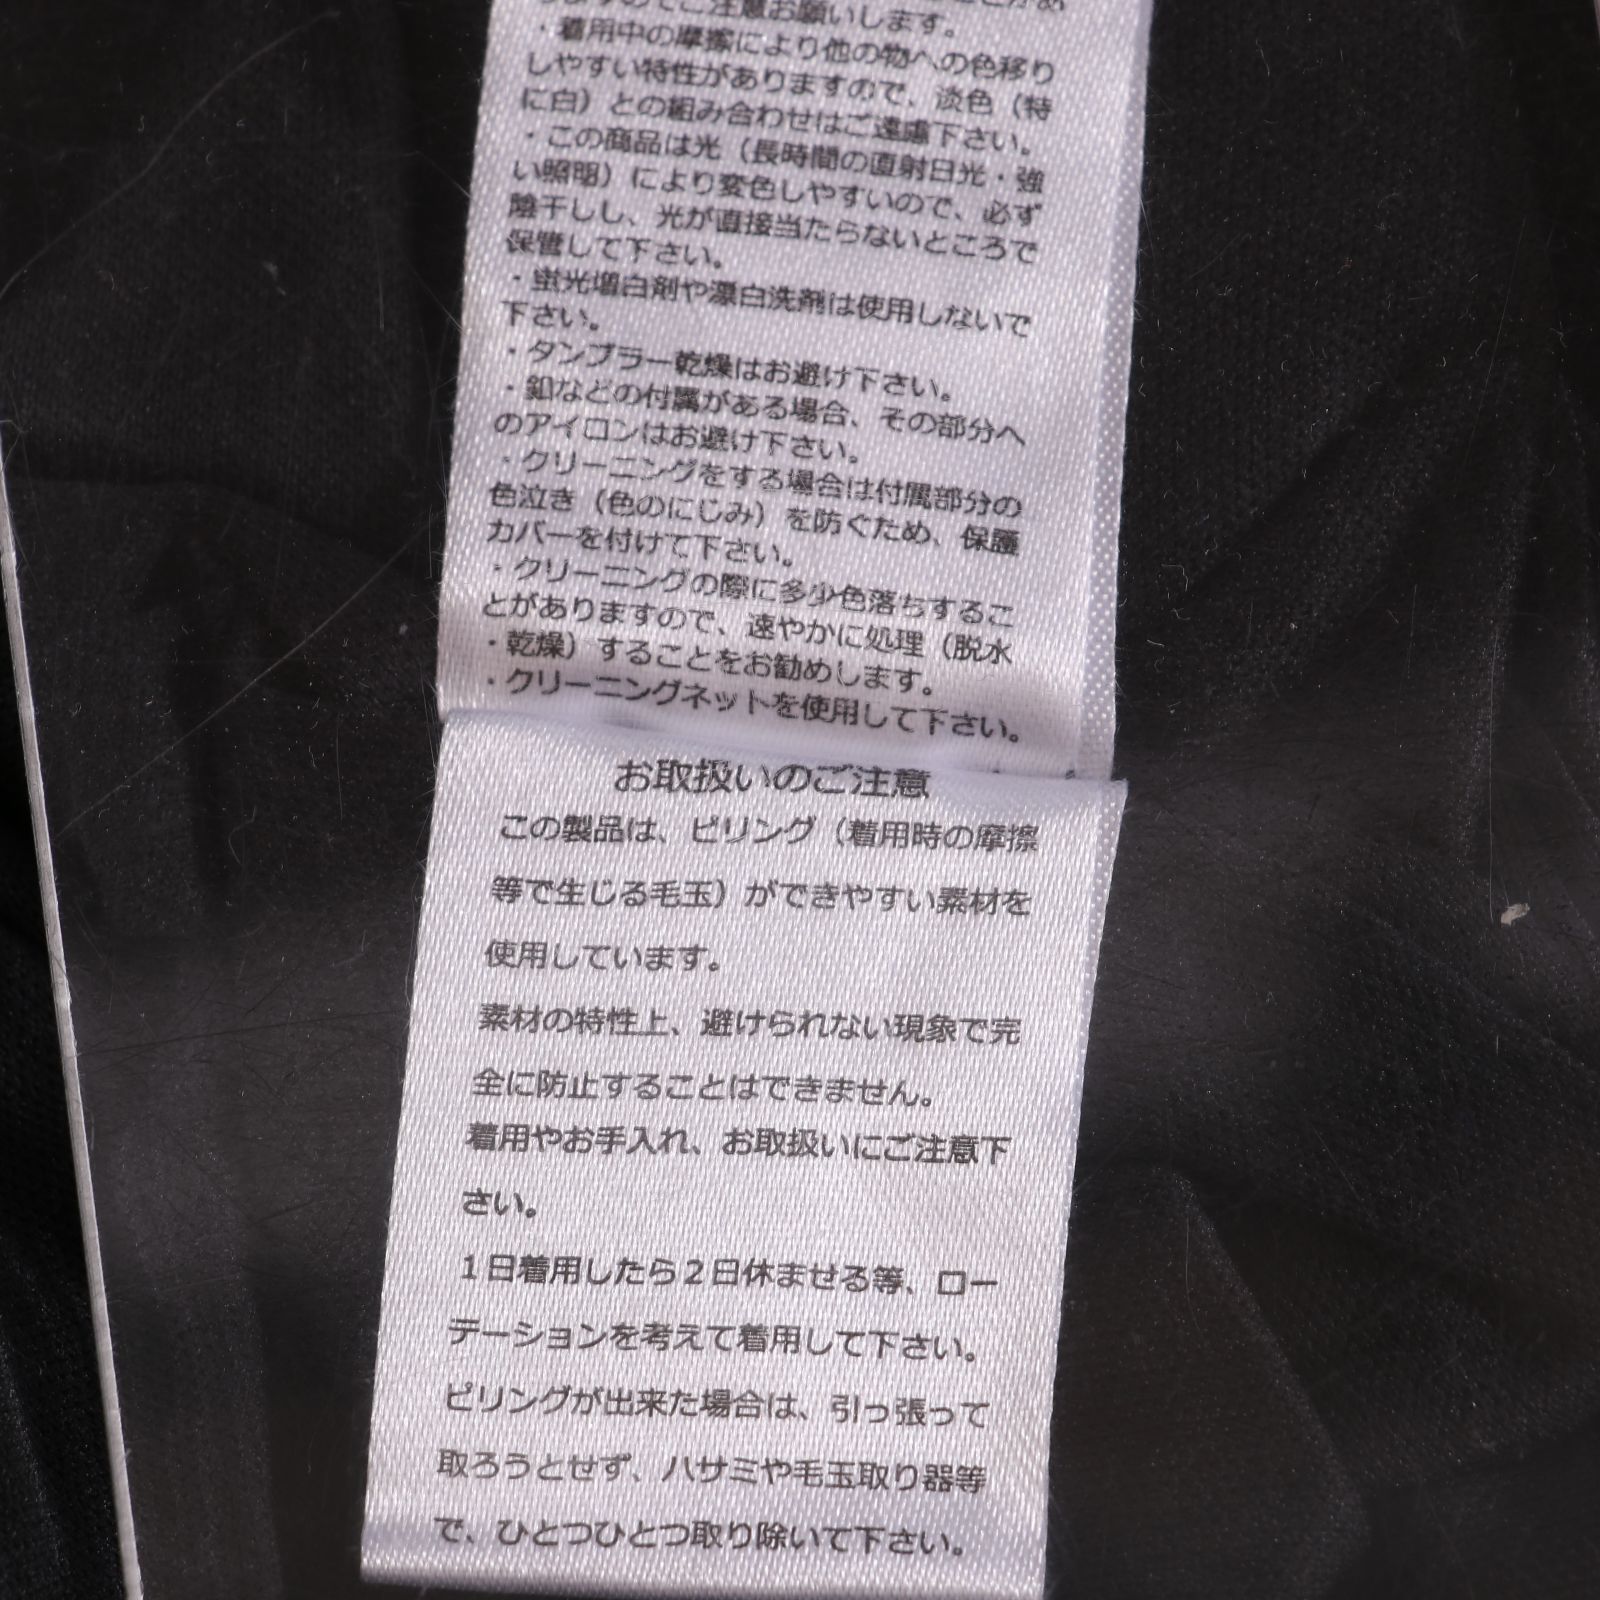 ますのでご注意お願いします。
・着用中の摩擦により他の物への色移り
しやすい特性がありますので、淡色（特
に白）との組み合わせはご遠慮下さい。
・この商品は光（長時間の直射日光・強
い照明）により変色しやすいので、必ず
陰干しし、光が直接当たらないところで
保管して下さい。
・蛍光増白剤や漂白洗剤は使用しないで
下さい。
・タンブラー乾燥はお避け下さい。
・釦などの付属がある場合、その部分へ
のアイロンはお避け下さい。
・クリーニングをする場合は付属部分の
色泣き（色のにじみ）を防ぐため、保護
カバーを付けて下さい。
・クリーニングの際に多少色落ちするこ
とがありますので、速やかに処理（脱水
・乾燥）することをお勧めします。
・クリーニングネットを使用して下さい。
お取扱いのご注意
この製品は、ピリング（着用時の摩擦
等で生じる毛玉）ができやすい素材を
使用しています。
素材の特性上、避けられない現象で完
全に防止することはできません。
着用やお手入れ、お取扱いにご注意下
さい。
１日着用したら２日休ませる等、ロー
テーションを考えて着用して下さい。
ピリングが出来た場合は、引っ張って
取ろうとせず、ハサミや毛玉取り器等
で、ひとつひとつ取り除いて下さい。